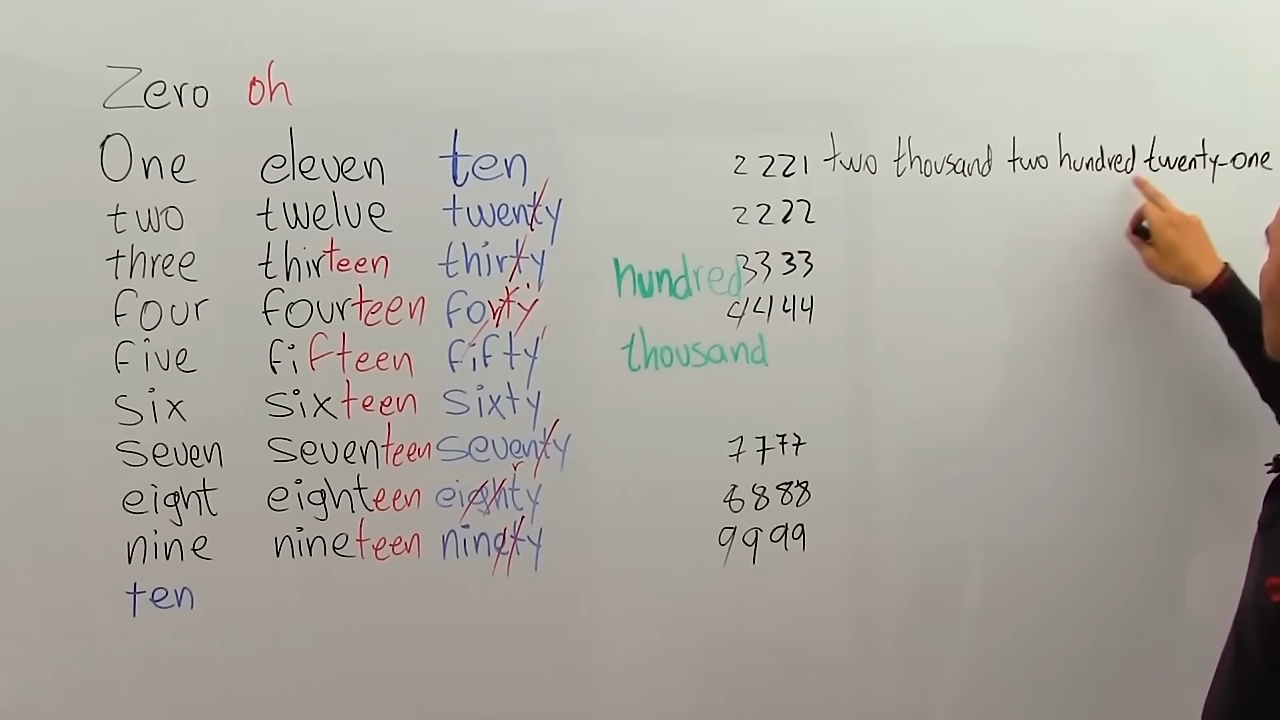 Zero oh
One eleven ten
two twelve twenty
three thirteen thirty
four fourteen forty
five fifteen fifty
six sixteen sixty
seven seventeen seventy
eight eighteen eighty
nine nineteen ninety
ten
hundred
thousand
2221 two thousand two hundred twenty-one
2222
3333
4444
7777
8888
9999